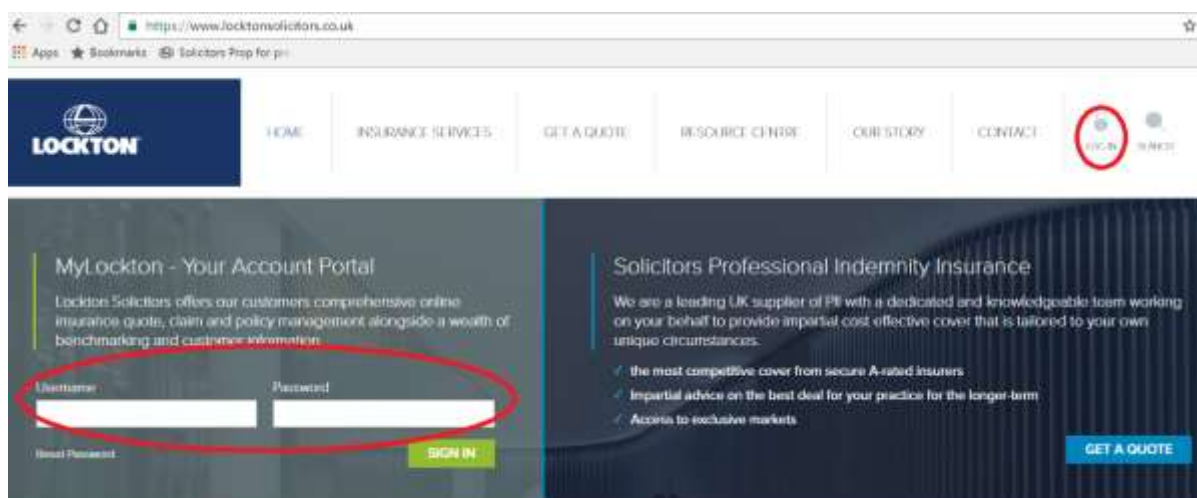 https://www.locktonsolicitors.co.uk
Apps Bookmarks Solicitors Prop for
LOCKTON
HOME
INSURANCE SERVICES
GET A QUOTE
RESOURCE CENTRE
OUR STORY
CONTACT
LOG IN
SEARCH
MyLockton - Your Account Portal
Lockton Solicitors offers our customers comprehensive online
insurance quote, claim and policy management alongside a wealth of
benchmarking and customer information.
Username
Password
Reset Password
SIGN IN
Solicitors Professional Indemnity Insurance
We are a leading UK supplier of PII with a dedicated and knowledgeable team working
on your behalf to provide impartial cost effective cover that is tailored to your own
unique circumstances.
the most competitive cover from secure A-rated insurers
Impartial advice on the best deal for your practice for the longer-term
Access to exclusive markets
GET A QUOTE